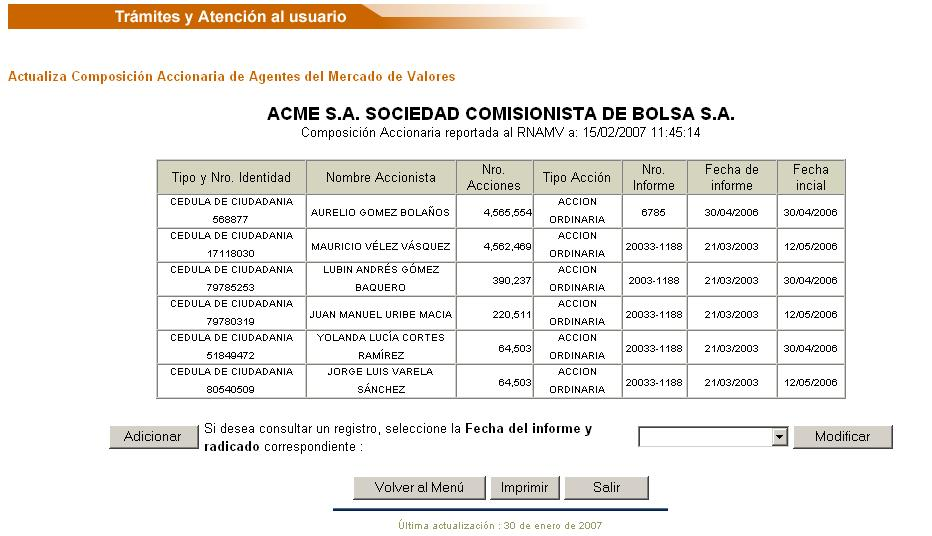 Trámites y Atención al usuario
Actualiza Composición Accionaria de Agentes del Mercado de Valores
ACME S.A. SOCIEDAD COMISIONISTA DE BOLSA S.A.
Composición Accionaria reportada al RNAMV a: 15/02/2007 11:45:14
Tipo y Nro. Identidad Nombre Accionista Nro. Acciones Tipo Acción Nro. Informe Fecha de informe Fecha incial
CEDULA DE CIUDADANIA 568877 AURELIO GOMEZ BOLAÑOS 4,565,554 ACCION ORDINARIA 6785 30/04/2006 30/04/2006
CEDULA DE CIUDADANIA 17118030 MAURICIO VÉLEZ VÁSQUEZ 4,562,469 ACCION ORDINARIA 20033-1188 21/03/2003 12/05/2006
CEDULA DE CIUDADANIA 79785253 LUBIN ANDRÉS GÓMEZ BAQUERO 390,237 ACCION ORDINARIA 2003-1188 21/03/2003 30/04/2006
CEDULA DE CIUDADANIA 79780319 JUAN MANUEL URIBE MACIA 220,511 ACCION ORDINARIA 20033-1188 21/03/2003 12/05/2006
CEDULA DE CIUDADANIA 51849472 YOLANDA LUCÍA CORTES RAMÍREZ 64,503 ACCION ORDINARIA 20033-1188 21/03/2003 30/04/2006
CEDULA DE CIUDADANIA 80540509 JORGE LUIS VARELA SÁNCHEZ 64,503 ACCION ORDINARIA 20033-1188 21/03/2003 12/05/2006
Adicionar
Si desea consultar un registro, seleccione la Fecha del informe y
radicado correspondiente :
Modificar
Volver al Menú Imprimir Salir
Última actualización : 30 de enero de 2007